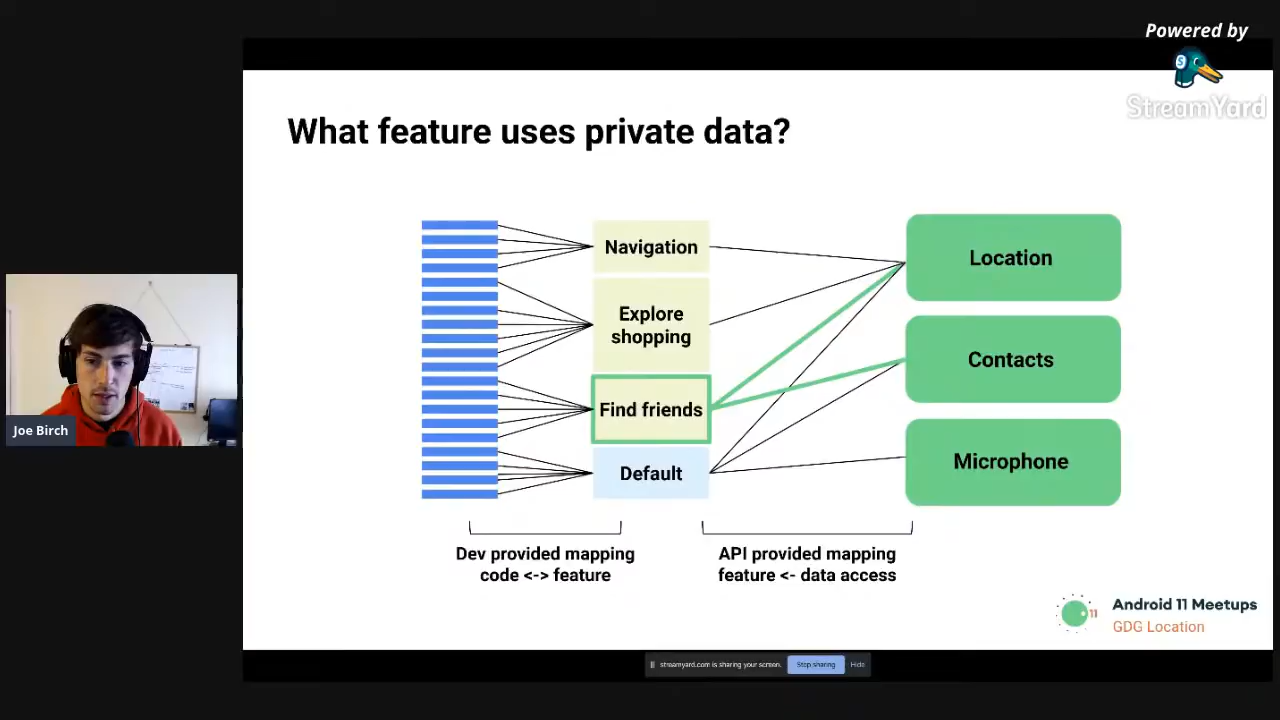 Powered by
StreamYard
What feature uses private data?
Navigation
Explore
shopping
Find friends
Default
Location
Contacts
Microphone
Dev provided mapping
code <-> feature
API provided mapping
feature <- data access
Joe Birch
11
Android 11 Meetups
GDG Location
streamyard.com is sharing your screen.
Stop sharing
Hide